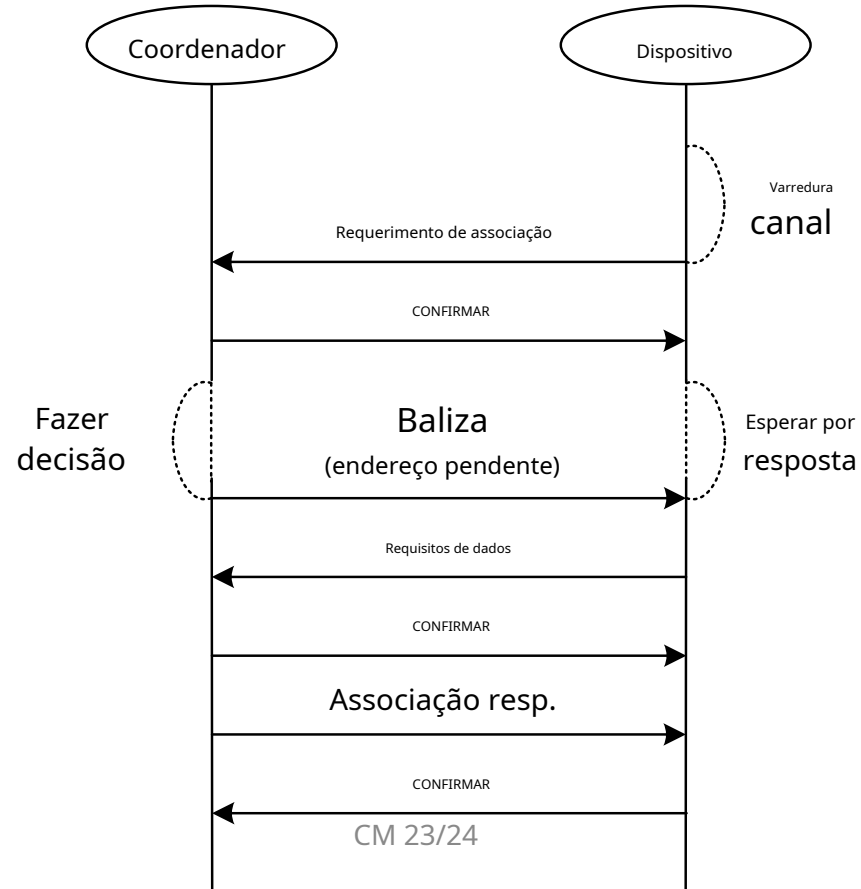 Coordenador
Dispositivo
Varredura
canal
Requerimento de associação
CONFIRMAR
Fazer
decisão
Baliza
(endereço pendente)
Esperar por
resposta
Requisitos de dados
CONFIRMAR
Associação resp.
CONFIRMAR
CM 23/24